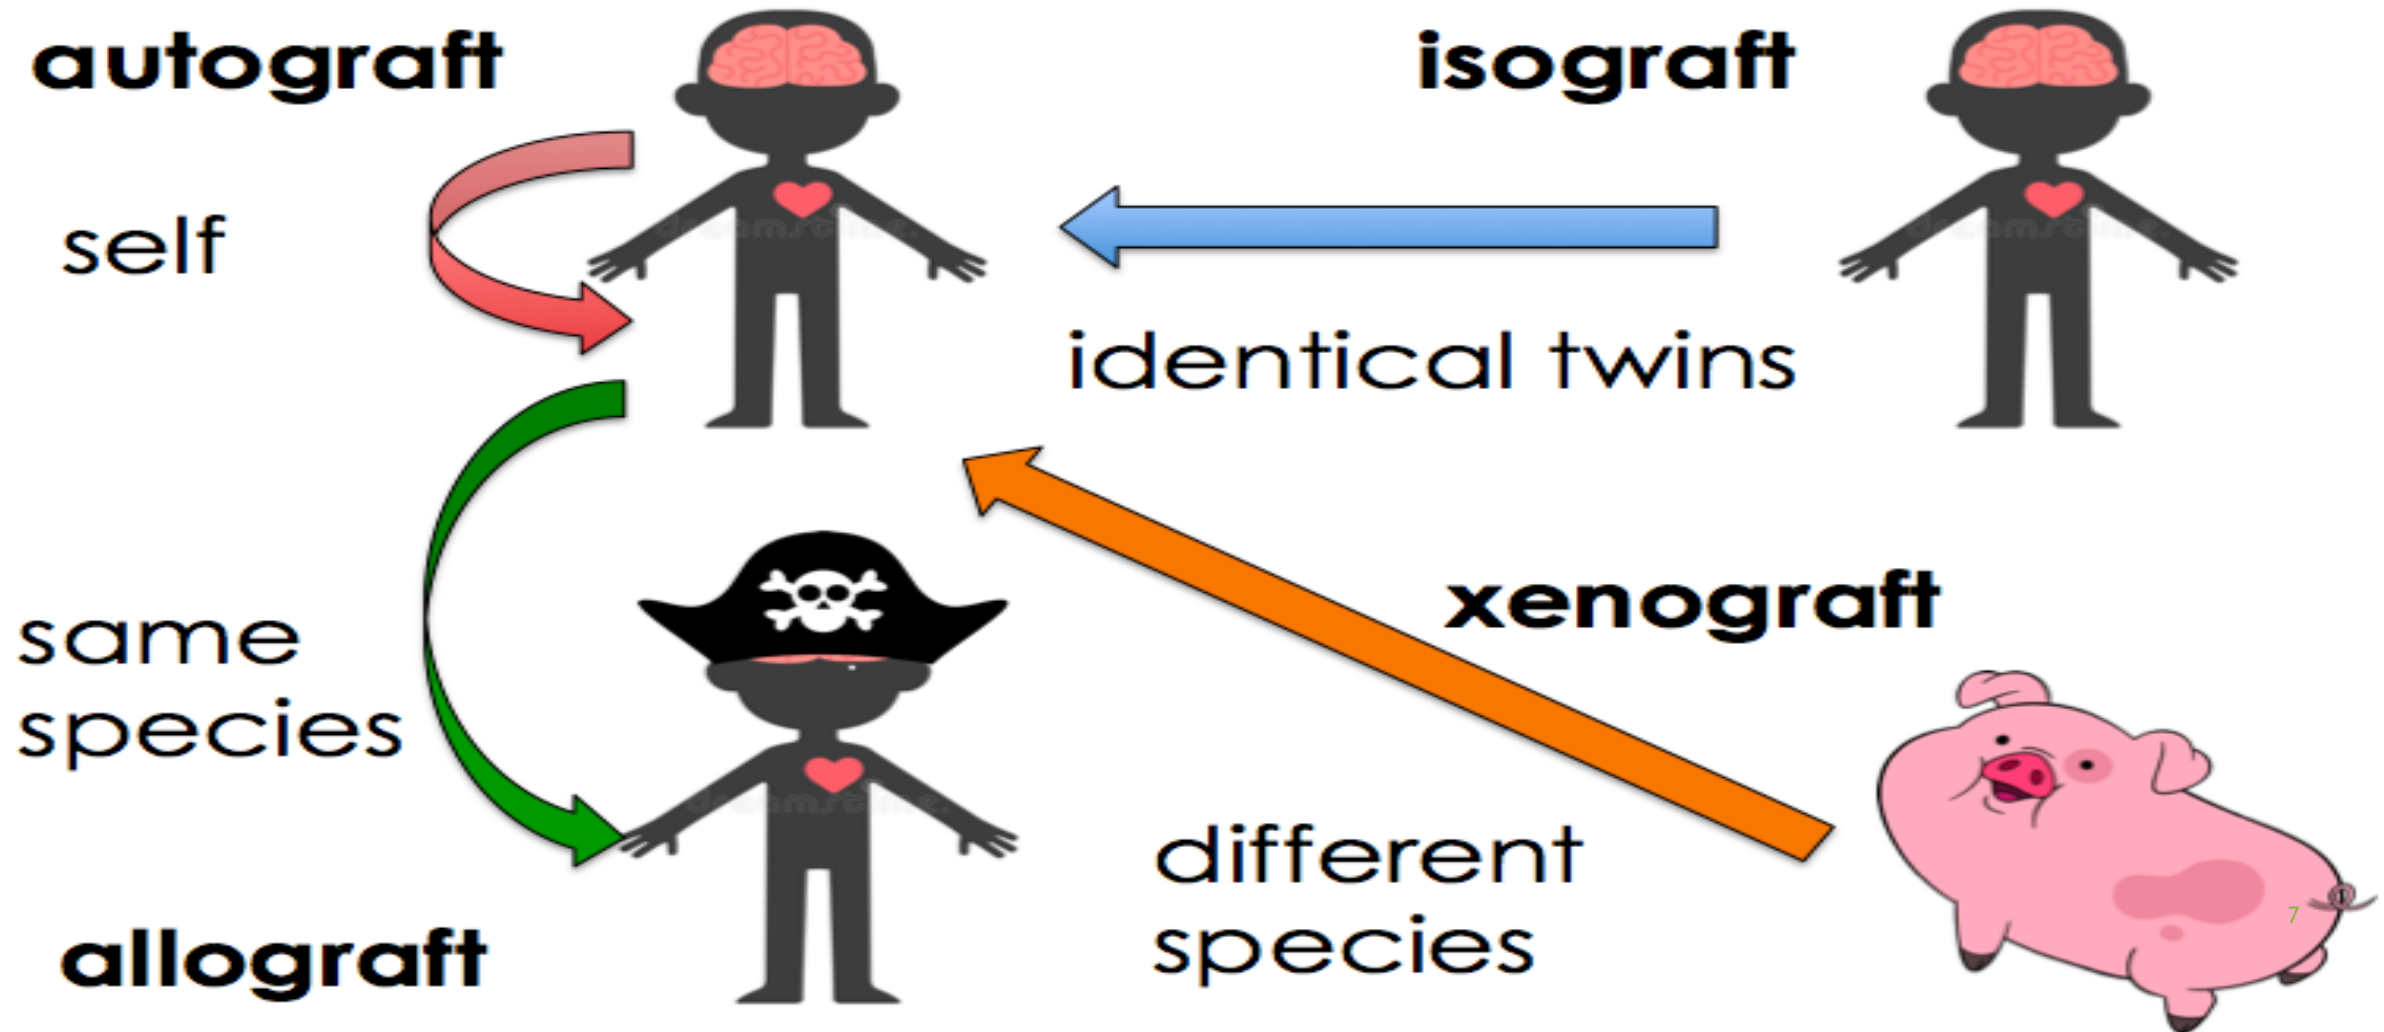 autograft
isograft
self
identical twins
xenograft
same
species
different
species
allograft
7